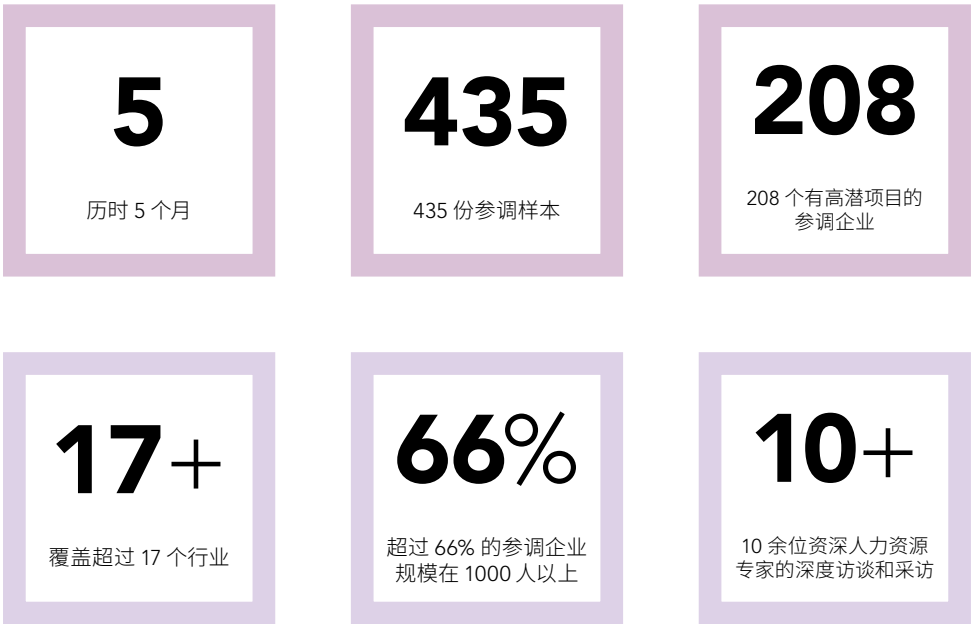 5
历时 5 个月
435
435 份参调样本
208
208 个有高潜项目的
参调企业
17+
覆盖超过 17 个行业
66%
超过 66% 的参调企业
规模在 1000 人以上
10+
10 余位资深人力资源
专家的深度访谈和采访